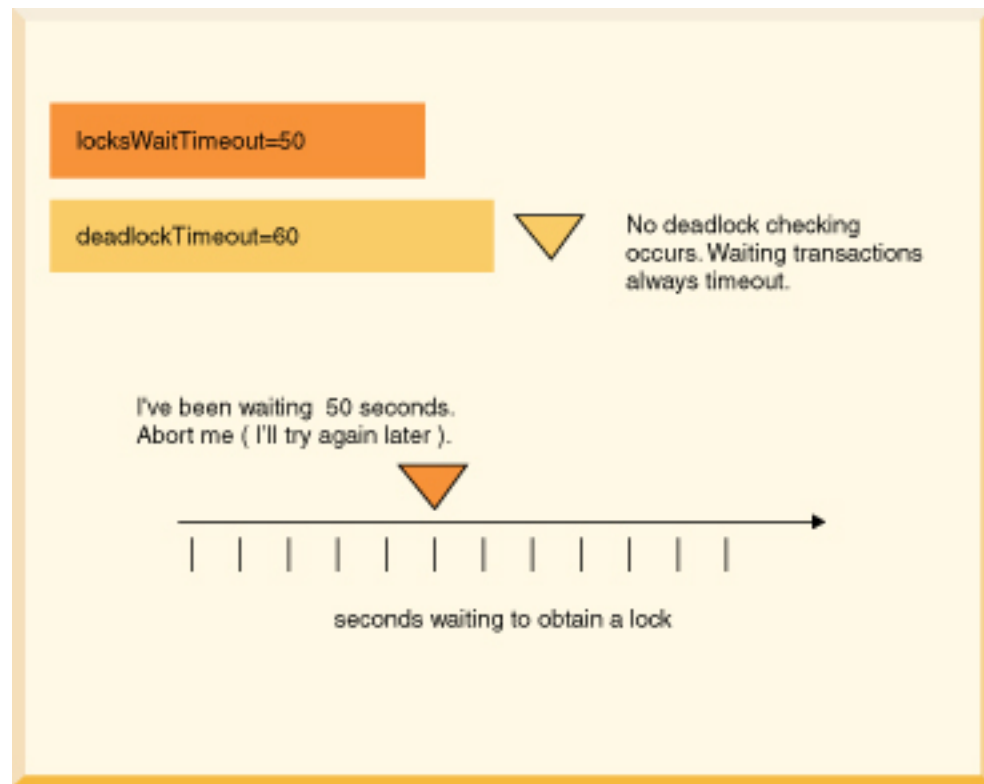 locksWaitTimeout=50
deadlockTimeout=60
No deadlock checking
occurs. Waiting transactions
always timeout.
I've been waiting  50 seconds.
Abort me ( I'll try again later ).
seconds waiting to obtain a lock